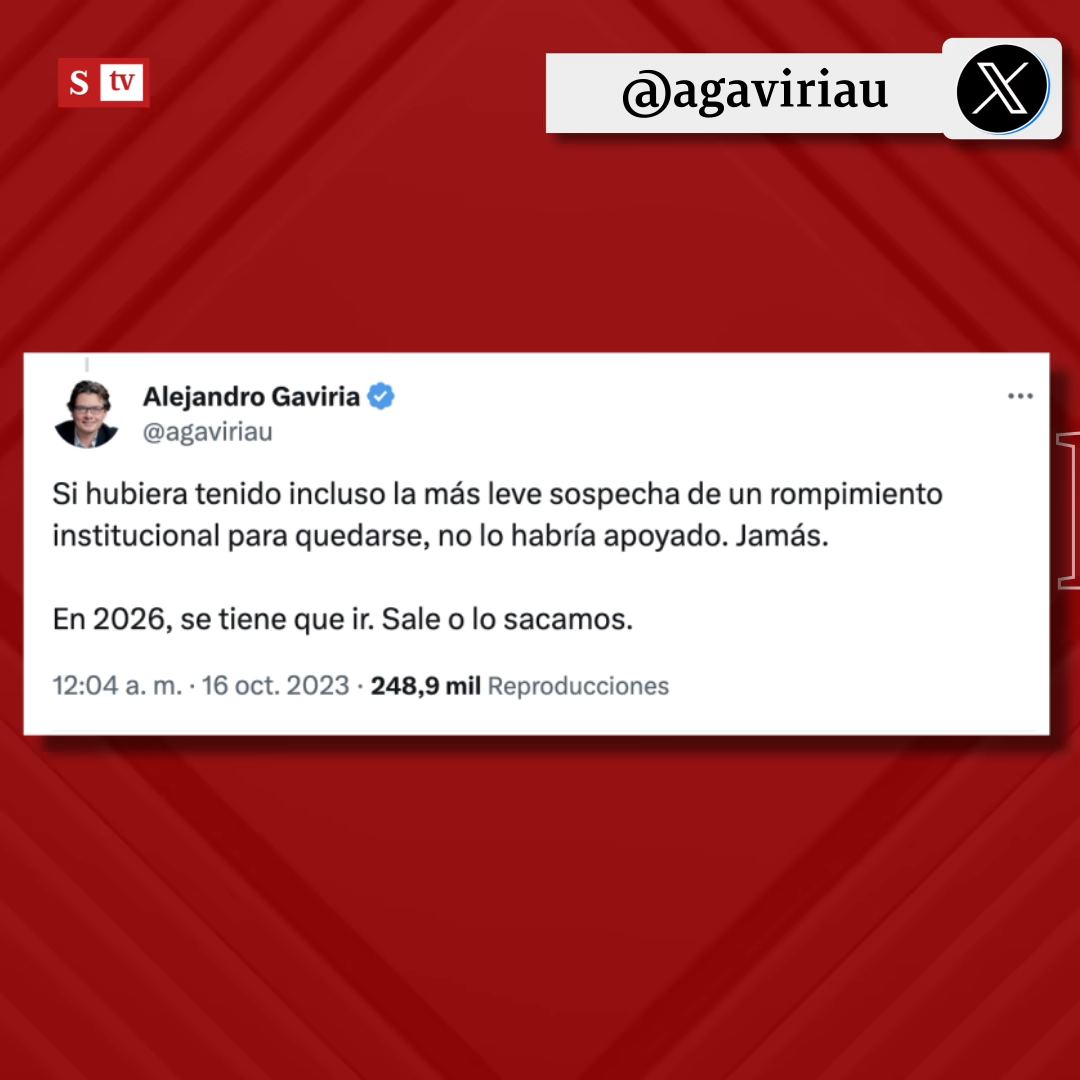 S tv
@agaviriau
Alejandro Gaviria
@agaviriau
Si hubiera tenido incluso la más leve sospecha de un rompimiento
institucional para quedarse, no lo habría apoyado. Jamás.
En 2026, se tiene que ir. Sale o lo sacamos.
12:04 a. m. · 16 oct. 2023 · 248,9 mil Reproducciones